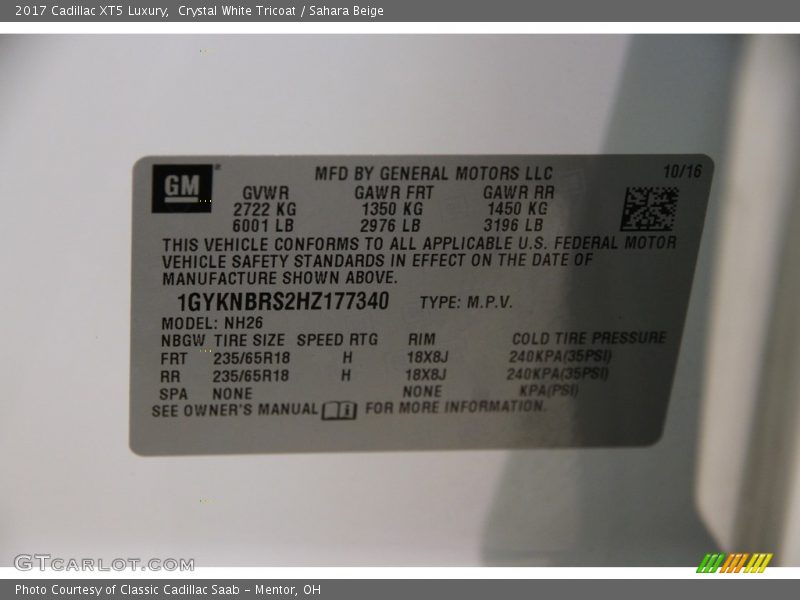 2017 Cadillac XT5 Luxury,  Crystal White Tricoat / Sahara Beige
GM
MFD BY GENERAL MOTORS LLC 10/16
GVWR GAWR FRT GAWR RR
2722 KG 1350 KG 1450 KG
6001 LB 2976 LB 3196 LB
THIS VEHICLE CONFORMS TO ALL APPLICABLE U.S. FEDERAL MOTOR
VEHICLE SAFETY STANDARDS IN EFFECT ON THE DATE OF
MANUFACTURE SHOWN ABOVE.
1GYKNBRS2HZ177340 TYPE: M.P.V.
MODEL: NH26
NBGW TIRE SIZE SPEED RTG RIM COLD TIRE PRESSURE
FRT 235/65R18 H 18X8J 240KPA(35PSI)
RR 235/65R18 H 18X8J 240KPA(35PSI)
SPA NONE NONE KPA(PSI)
SEE OWNER'S MANUAL FOR MORE INFORMATION.
GTcarlot.com
Photo Courtesy of Classic Cadillac Saab - Mentor, OH